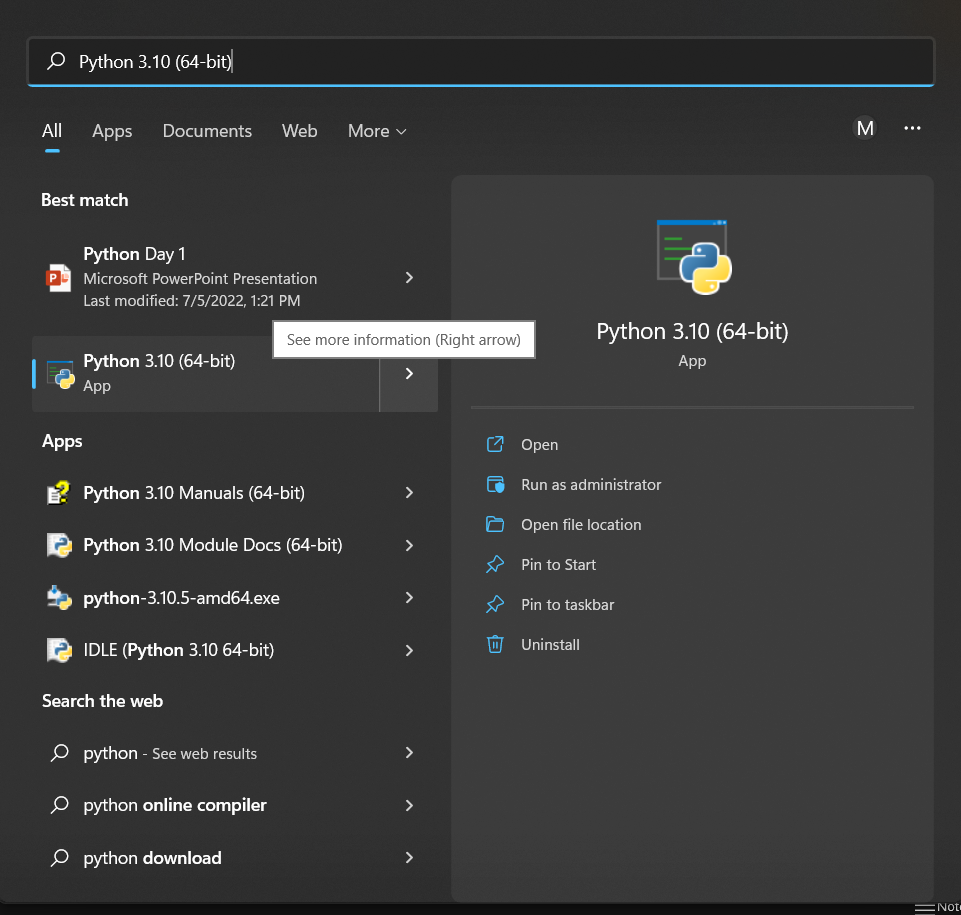 Python 3.10 (64-bit)
All Apps Documents Web More
M
Best match
Python Day 1
Microsoft PowerPoint Presentation
Last modified: 7/5/2022, 1:21 PM
See more information (Right arrow)
Python 3.10 (64-bit)
App
Apps
Python 3.10 Manuals (64-bit)
Python 3.10 Module Docs (64-bit)
python-3.10.5-amd64.exe
IDLE (Python 3.10 64-bit)
Search the web
python - See web results
python online compiler
python download
Python 3.10 (64-bit)
App
Open
Run as administrator
Open file location
Pin to Start
Pin to taskbar
Uninstall